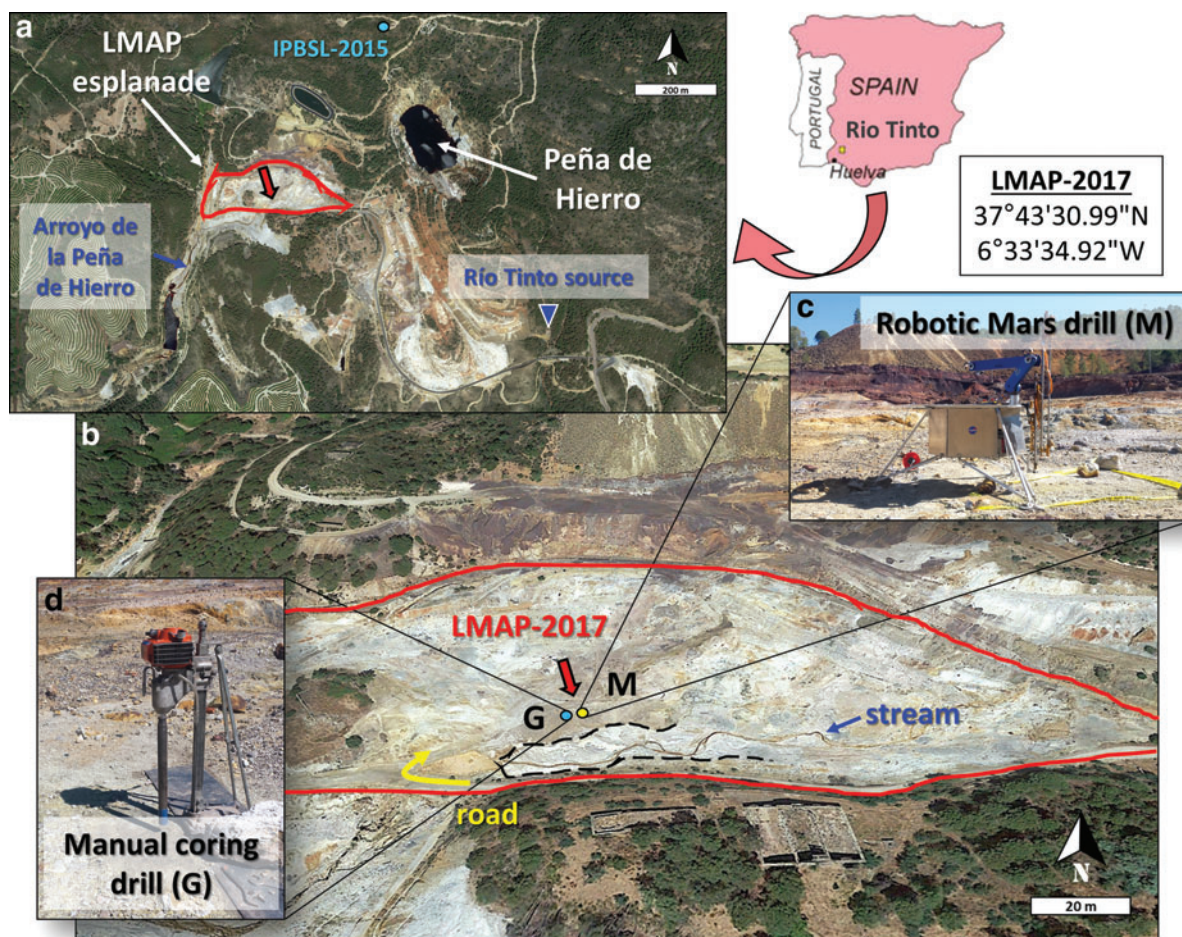 a
LMAP
esplanade
IPBSL-2015
N
200 m
Peña de
Hierro
Arroyo de
la Peña
de Hierro
Río Tinto source
PORTUGAL
SPAIN
Rio Tinto
Huelva
LMAP-2017
37°43'30.99"N
6°33'34.92"W
c
Robotic Mars drill (M)
b
LMAP-2017
M
G
stream
road
N
20 m
d
Manual coring
drill (G)